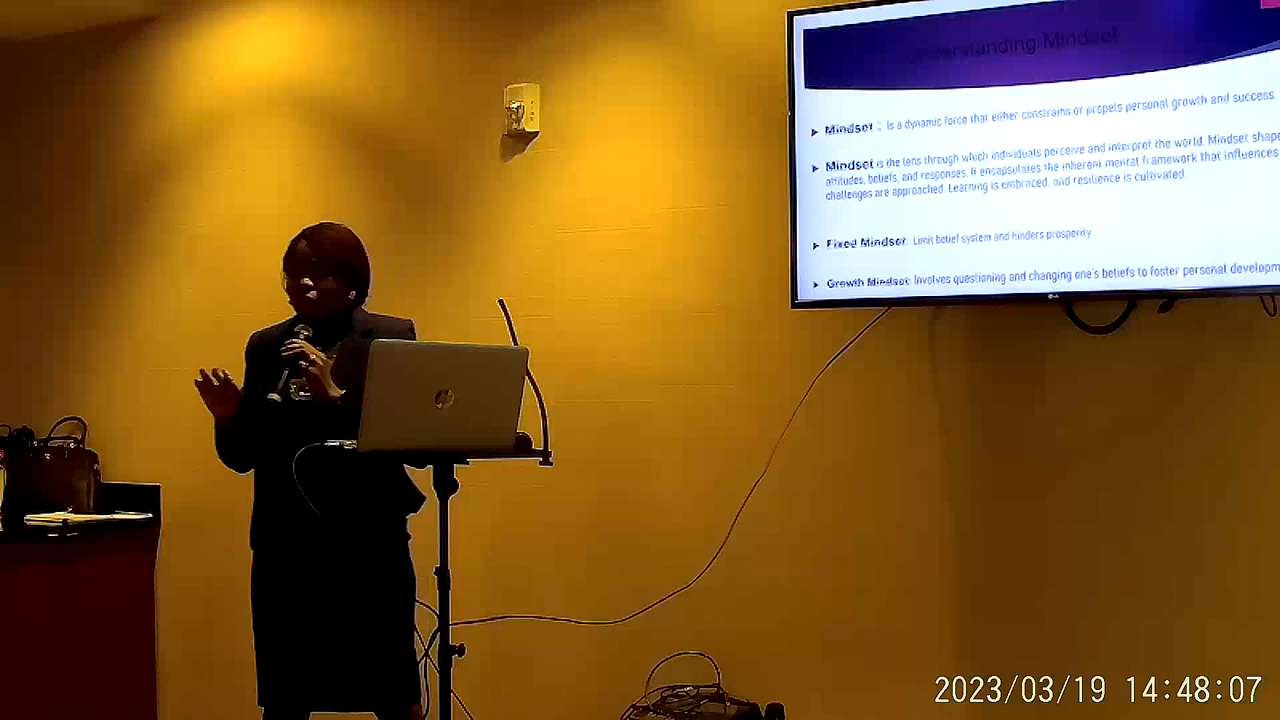 Understanding Mindset
Mindset : Is a dynamic force that either constrains or propels personal growth and success.
Mindset is the lens through which individuals perceive and interpret the world. Mindset shape
attitudes, beliefs, and responses. It encapsulates the inherent mental framework that influences
challenges are approached. Learning is embraced, and resilience is cultivated.
Fixed Mindset: Limit belief system and hinders prosperity
Growth Mindset: Involves questioning and changing one's beliefs to foster personal developm
LG
hp
2023/03/19 14:48:07